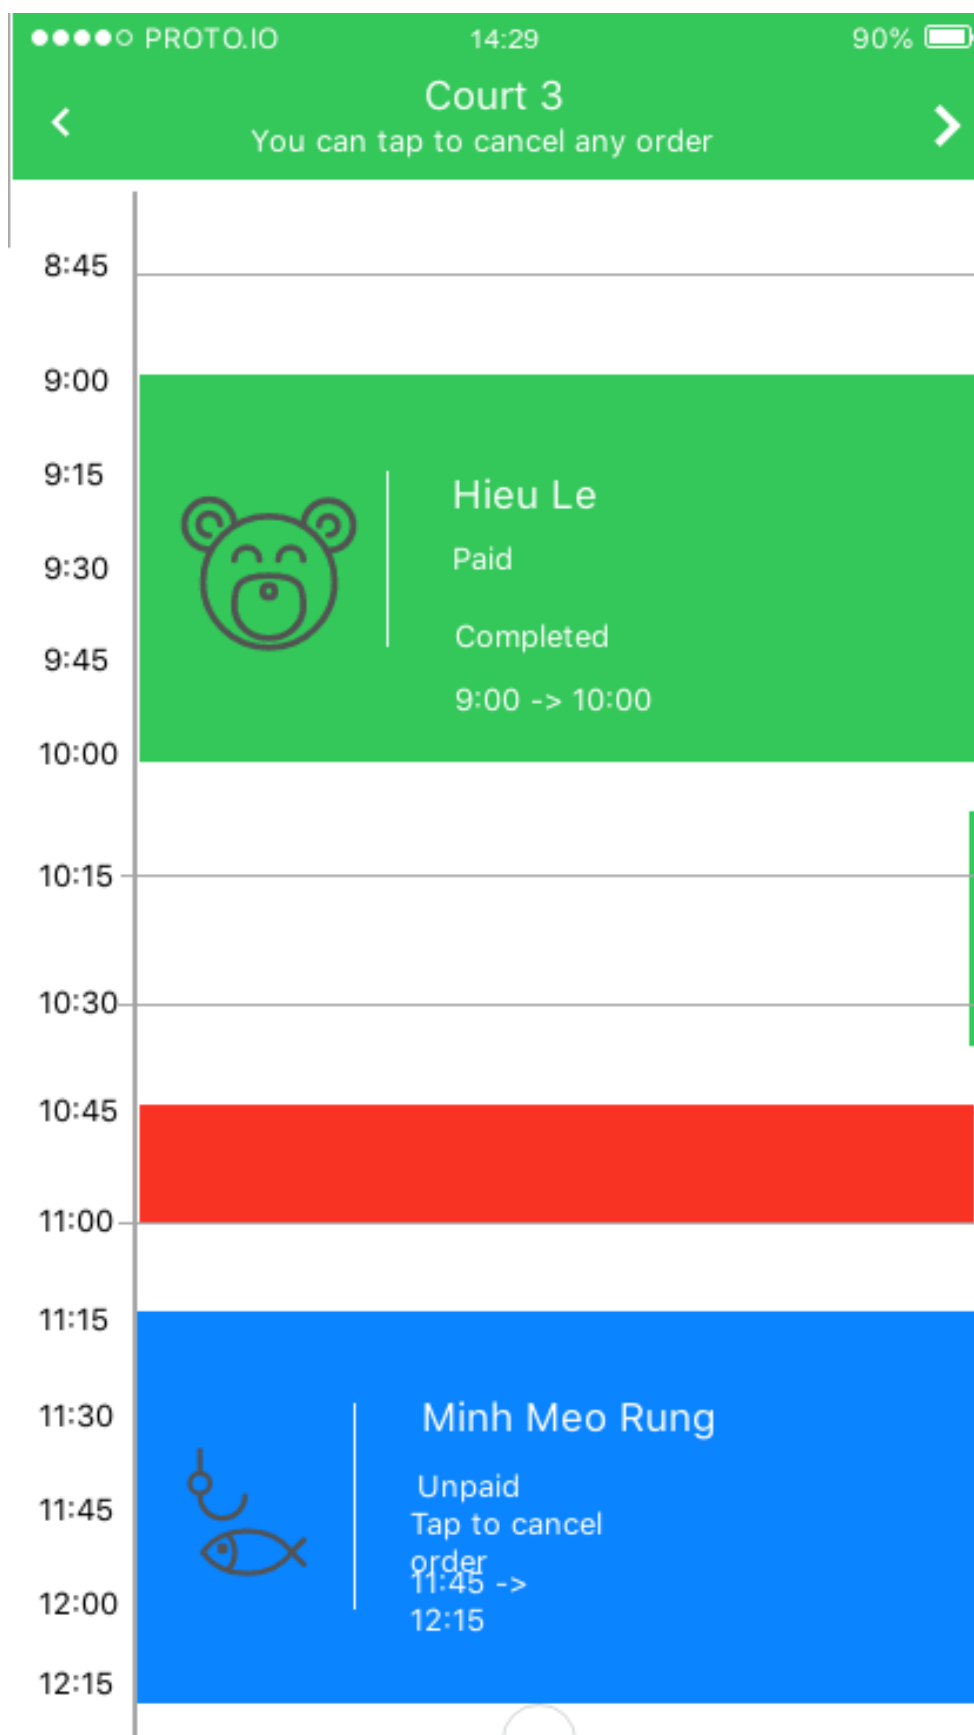 PROTO.IO 14:29 90%
Court 3
You can tap to cancel any order
8:45
9:00
9:15
Hieu Le
Paid
9:30
Completed
9:45
9:00 -> 10:00
10:00
10:15
10:30
10:45
11:00
11:15
11:30
Minh Meo Rung
Unpaid
11:45
Tap to cancel
order
11:45 ->
12:00
12:15
12:15